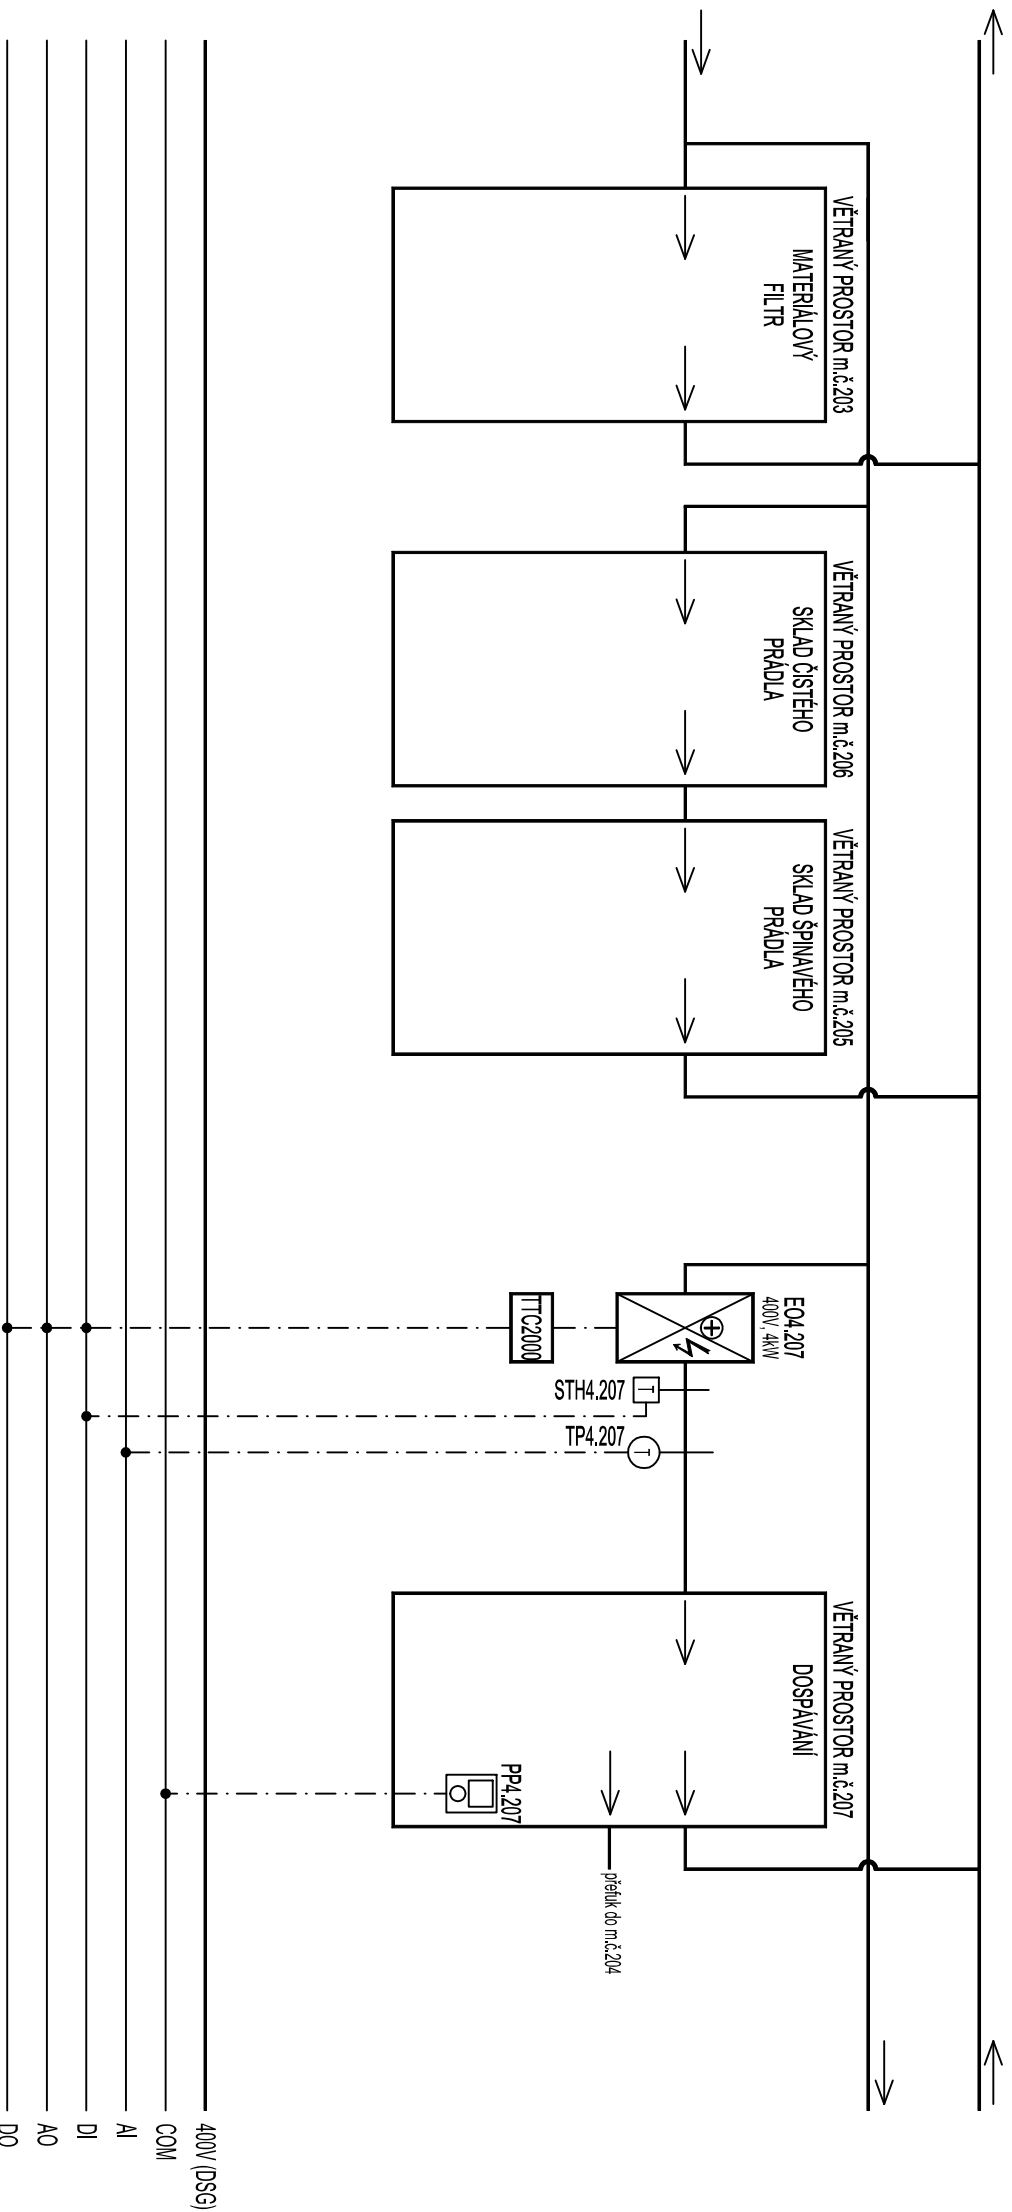 VĚTRANÝ PROSTOR m.č.203
MATERIÁLOVÝ
FILTR
VĚTRANÝ PROSTOR m.č.206
SKLAD ČISTÉHO
PRÁDLA
VĚTRANÝ PROSTOR m.č.205
SKLAD ŠPINAVÉHO
PRÁDLA
EO4.207
400V, 4kW
TTC2000
STH4.207
T
TP4.207
T
VĚTRANÝ PROSTOR m.č.207
DOSPÁVÁNÍ
PP4.207
přefuk do m.č.204
400V (DSG)
COM
AI
DI
AO
DO